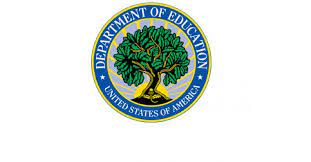 DEPARTMENT OF EDUCATION
UNITED STATES OF AMERICA